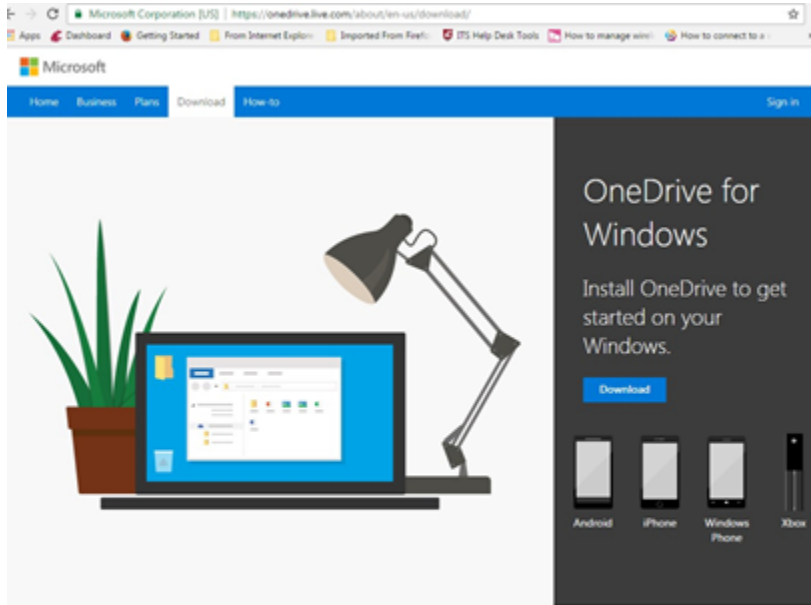 Microsoft Corporation [US] | https://onedrive.live.com/about/en-us/download/
Apps Dashboard Getting Started From Internet Explor Imported From Firef ITS Help Desk Tools How to manage wirel How to connect to a
Microsoft
Home Business Plans Download How-to Sign in
OneDrive for
Windows
Install OneDrive to get
started on your
Windows.
Download
Android iPhone Windows Xbox
Phone